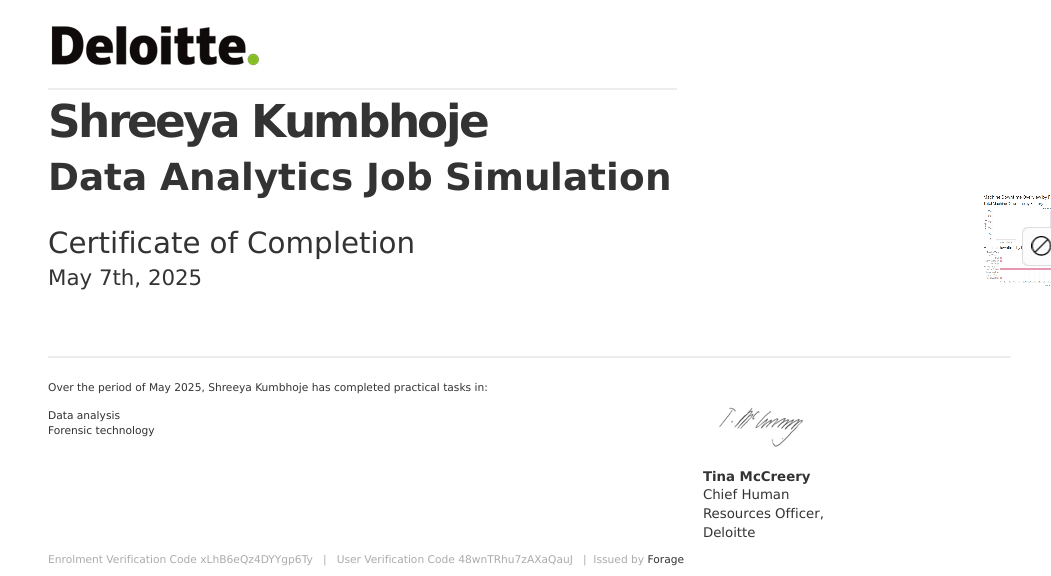 Deloitte.
Shreeya Kumbhoje
Data Analytics Job Simulation
Certificate of Completion
May 7th, 2025
Over the period of May 2025, Shreeya Kumbhoje has completed practical tasks in:
Data analysis
Forensic technology
T. McCreery
Tina McCreery
Chief Human
Resources Officer,
Deloitte
Enrolment Verification Code xLhB6eQz4DYYgp6Ty | User Verification Code 48wnTRhu7zAXaQauJ | Issued by Forage